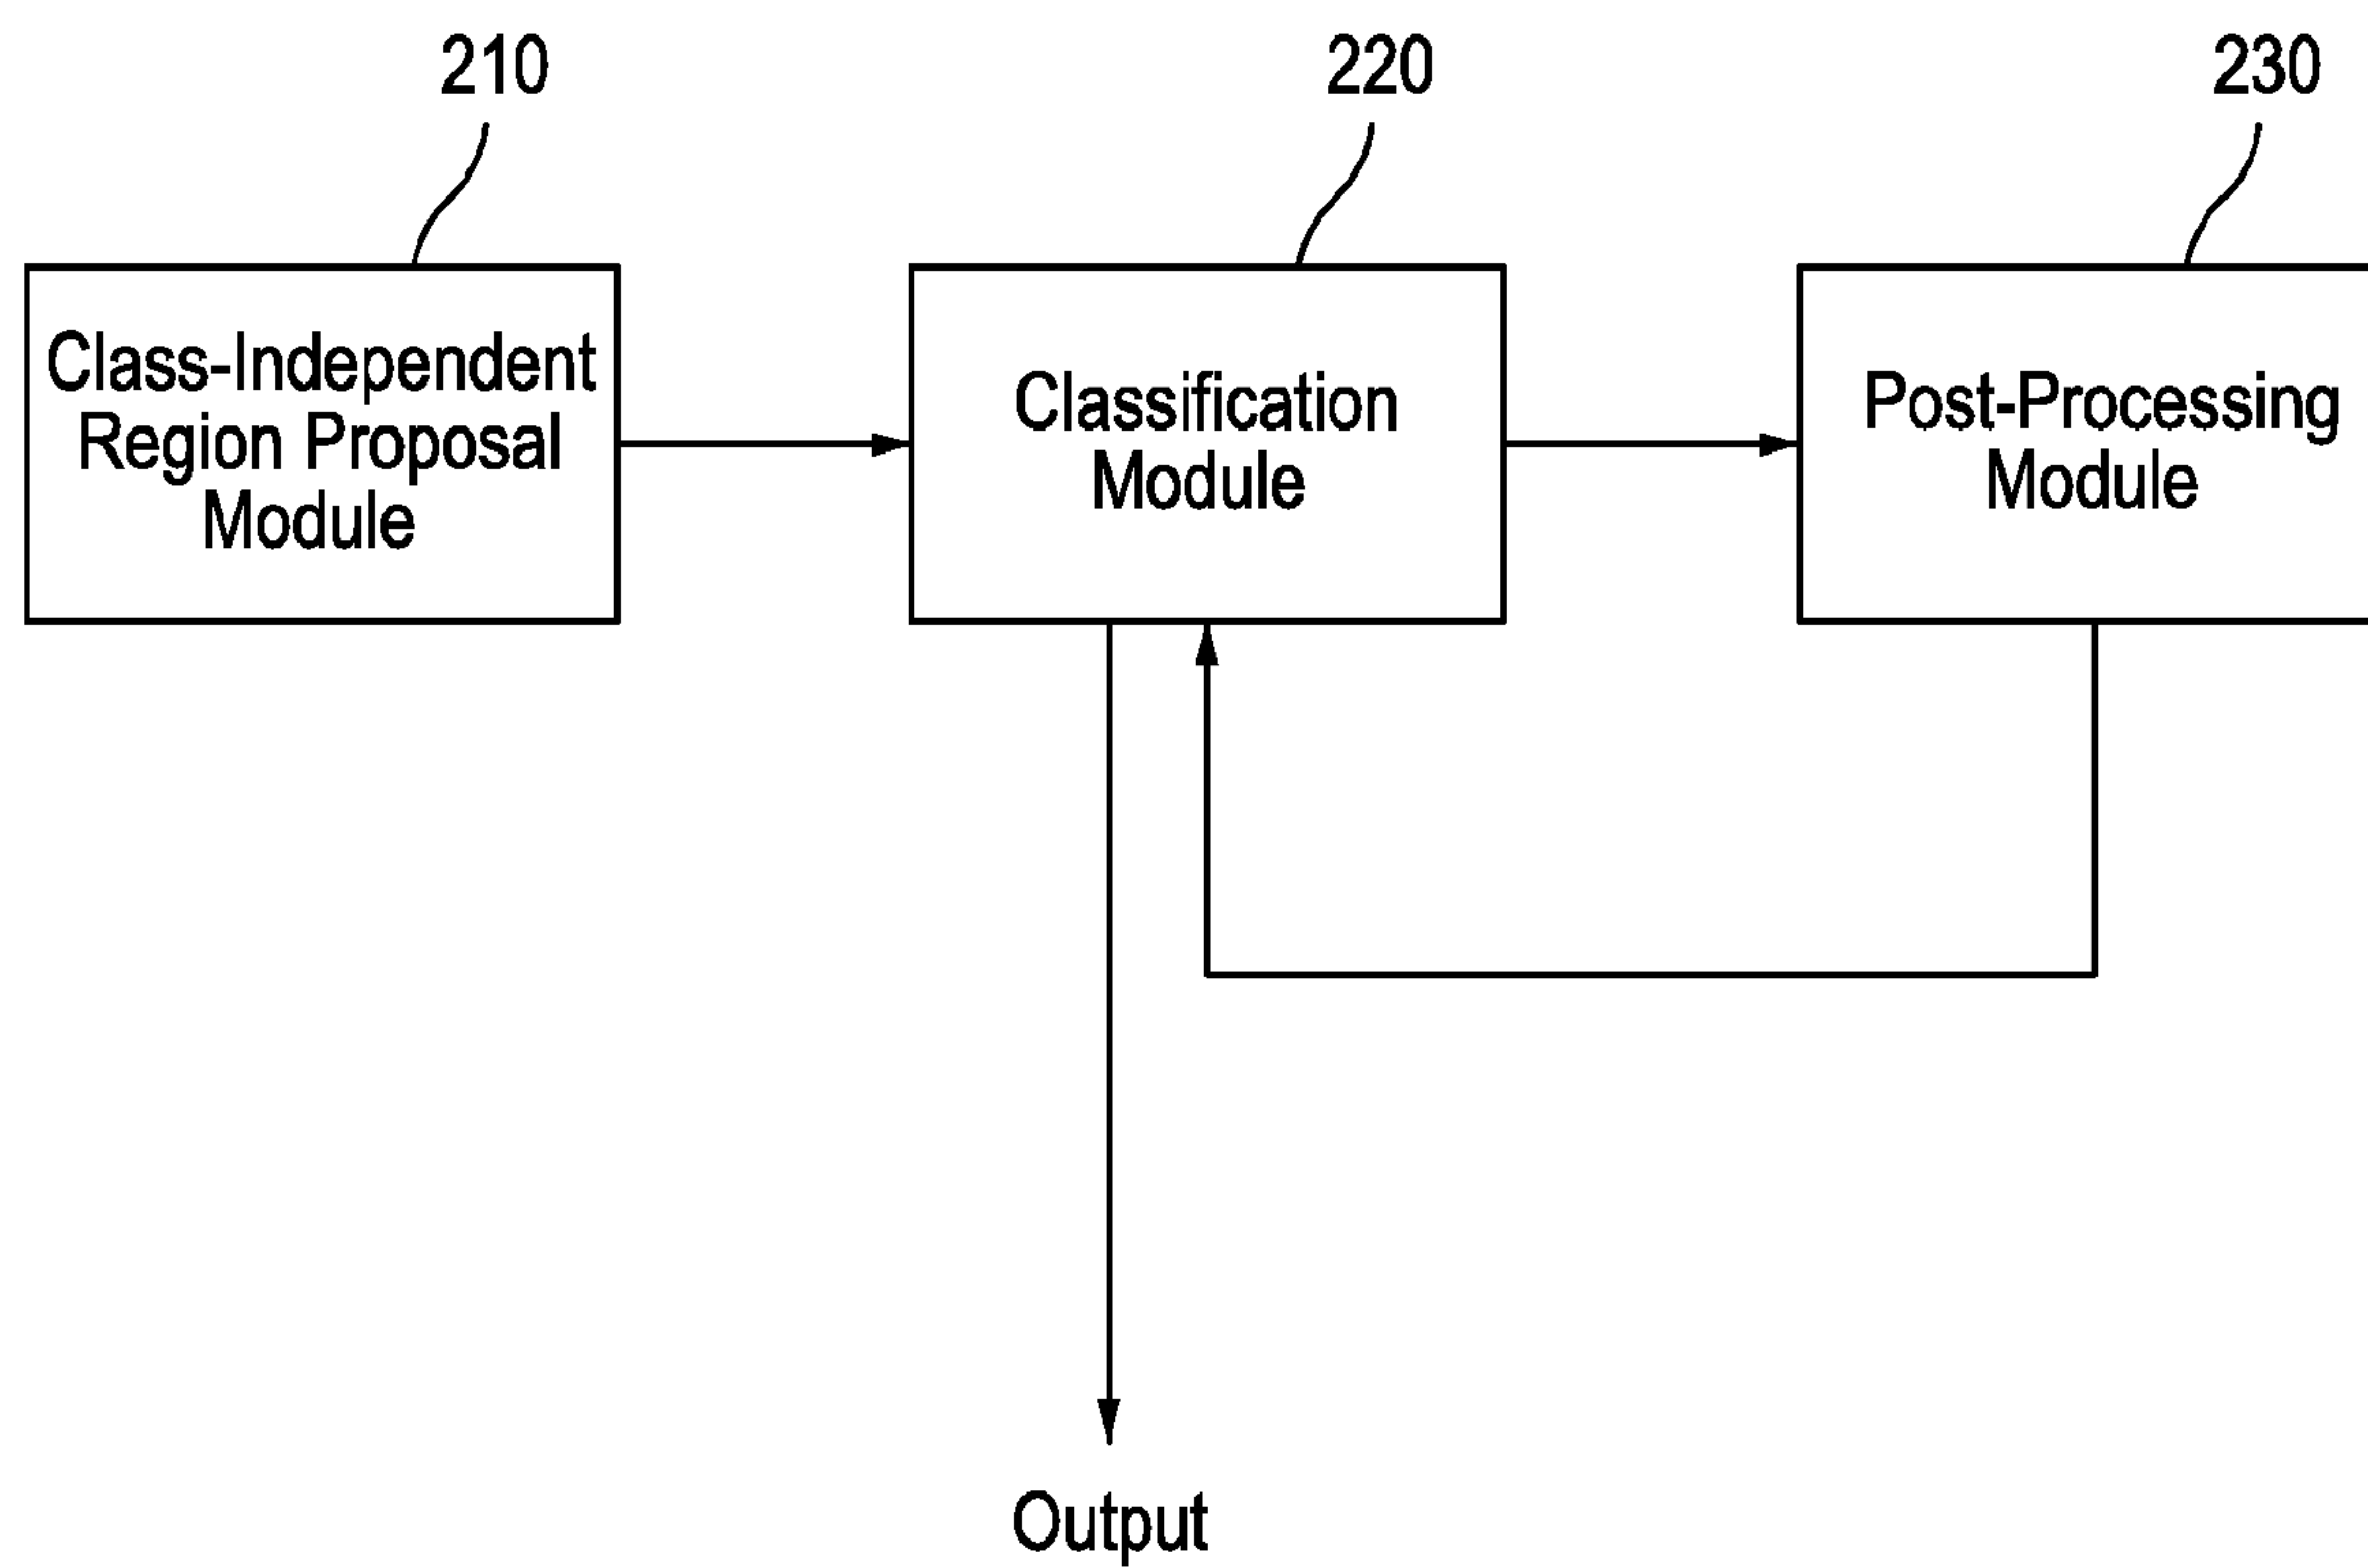 210
220
230
Class-Independent
Region Proposal
Module
Classification
Module
Post-Processing
Module
Output